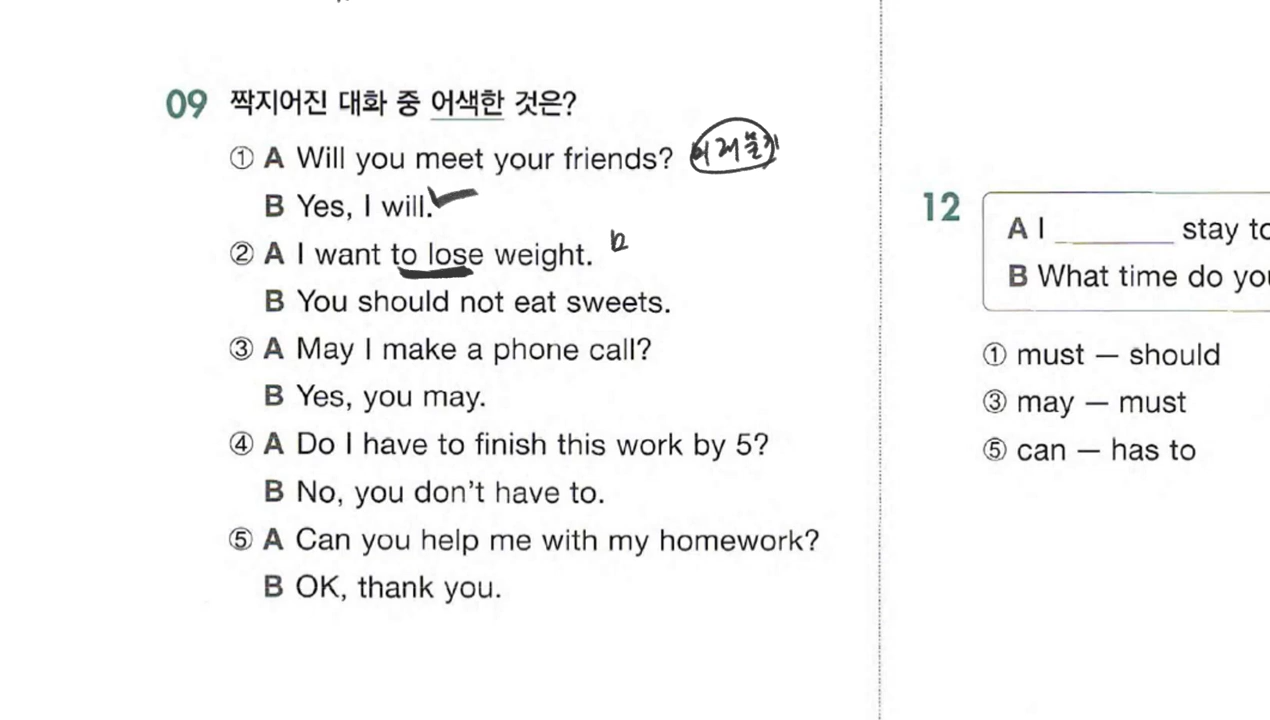 09 짝지어진 대화 중 어색한 것은?
① A Will you meet your friends?
B Yes, I will.
② A I want to lose weight.
B You should not eat sweets.
③ A May I make a phone call?
B Yes, you may.
④ A Do I have to finish this work by 5?
B No, you don't have to.
⑤ A Can you help me with my homework?
B OK, thank you.
12
A I ________ stay
B What time do
① must — should
③ may — must
⑤ can — has to